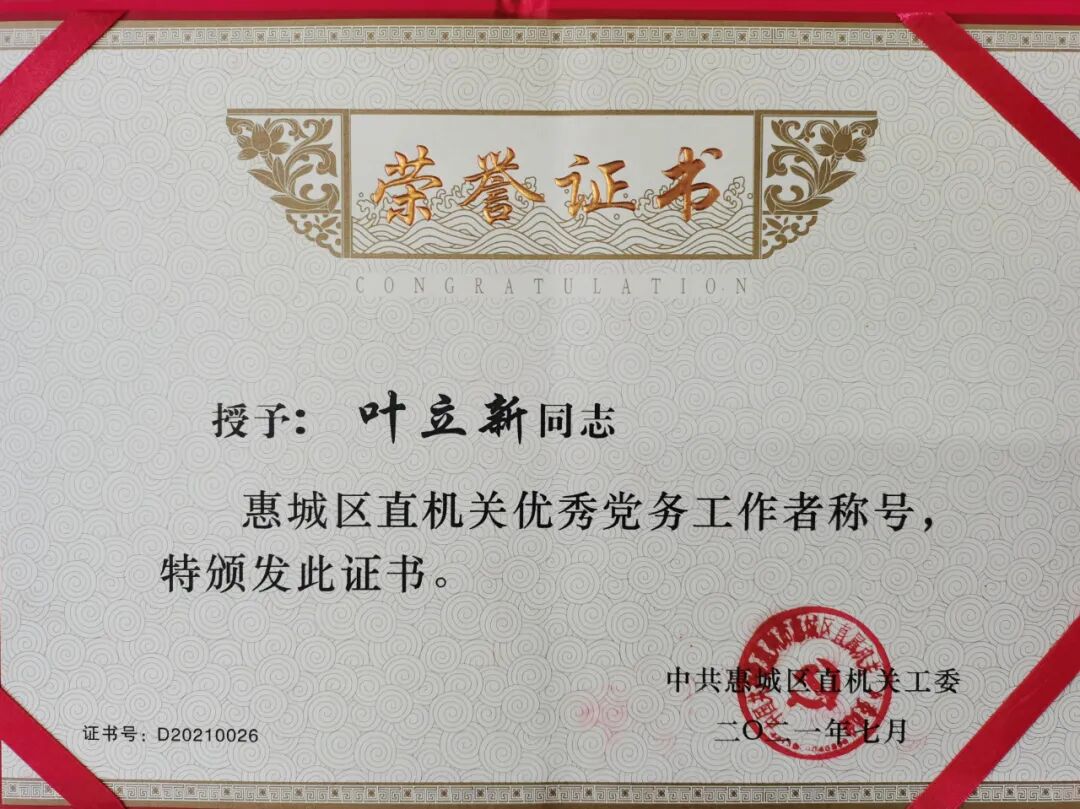 荣誉证书
CONGRATULATION
授予：叶立新同志
惠城区直机关优秀党务工作者称号，
特颁发此证书。
中共惠城区直机关工委
二〇二一年七月
证书号：D20210026